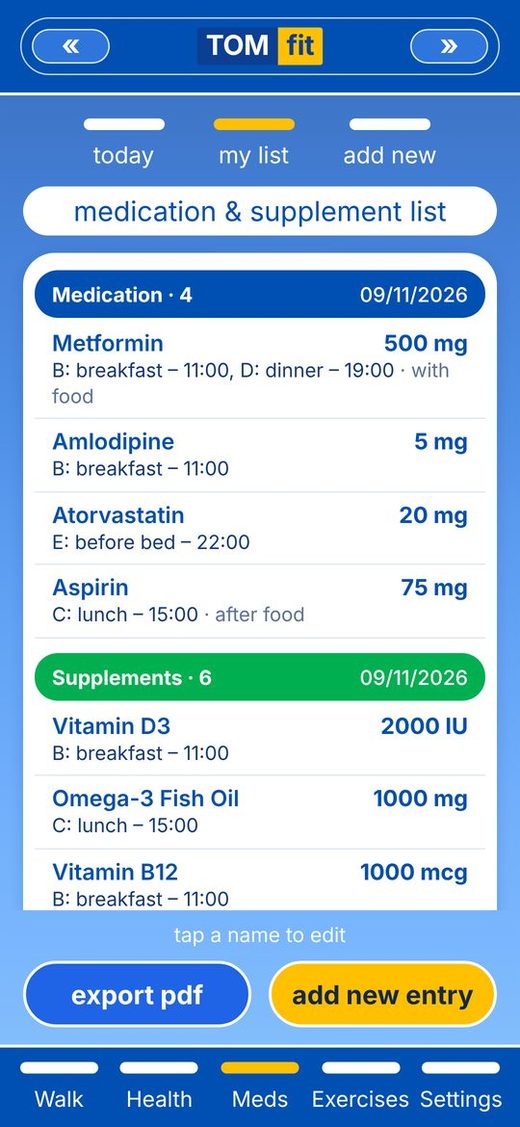 « TOM fit »
today my list add new
medication & supplement list
Medication · 4 09/11/2026
Metformin 500 mg
B: breakfast – 11:00, D: dinner – 19:00 · with
food
Amlodipine 5 mg
B: breakfast – 11:00
Atorvastatin 20 mg
E: before bed – 22:00
Aspirin 75 mg
C: lunch – 15:00 · after food
Supplements · 6 09/11/2026
Vitamin D3 2000 IU
B: breakfast – 11:00
Omega-3 Fish Oil 1000 mg
C: lunch – 15:00
Vitamin B12 1000 mcg
B: breakfast – 11:00
tap a name to edit
export pdf add new entry
Walk Health Meds Exercises Settings